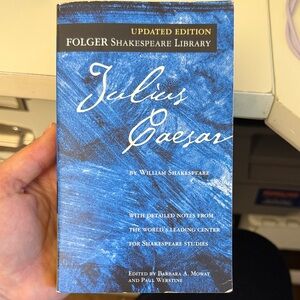 UPDATED EDITION
FOLGER SHAKESPEARE LIBRARY
Julius
Caesar
BY WILLIAM SHAKESPEARE
WITH DETAILED NOTES FROM
THE WORLD'S LEADING CENTER
FOR SHAKESPEARE STUDIES
EDITED BY BARBARA A. MOWAT
AND PAUL WERSTINE